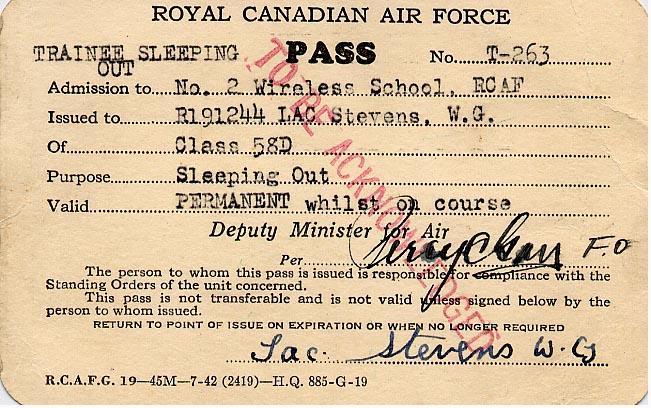 ROYAL CANADIAN AIR FORCE
TRAINEE SLEEPING OUT PASS No. T-263
Admission to No. 2 Wireless School, RCAF
Issued to R191244 LAC Stevens, W.G.
Of Class 58D
Purpose Sleeping Out
Valid PERMANENT whilst on course
Deputy Minister for Air
Per F.O
The person to whom this pass is issued is responsible for compliance with the
Standing Orders of the unit concerned.
This pass is not transferable and is not valid unless signed below by the
person to whom issued.
RETURN TO POINT OF ISSUE ON EXPIRATION OR WHEN NO LONGER REQUIRED
Lac. Stevens W.G
R.C.A.F.G. 19—45M—7-42 (2419)—H.Q. 885-G-19
TO BE ACKNOWLEDGED